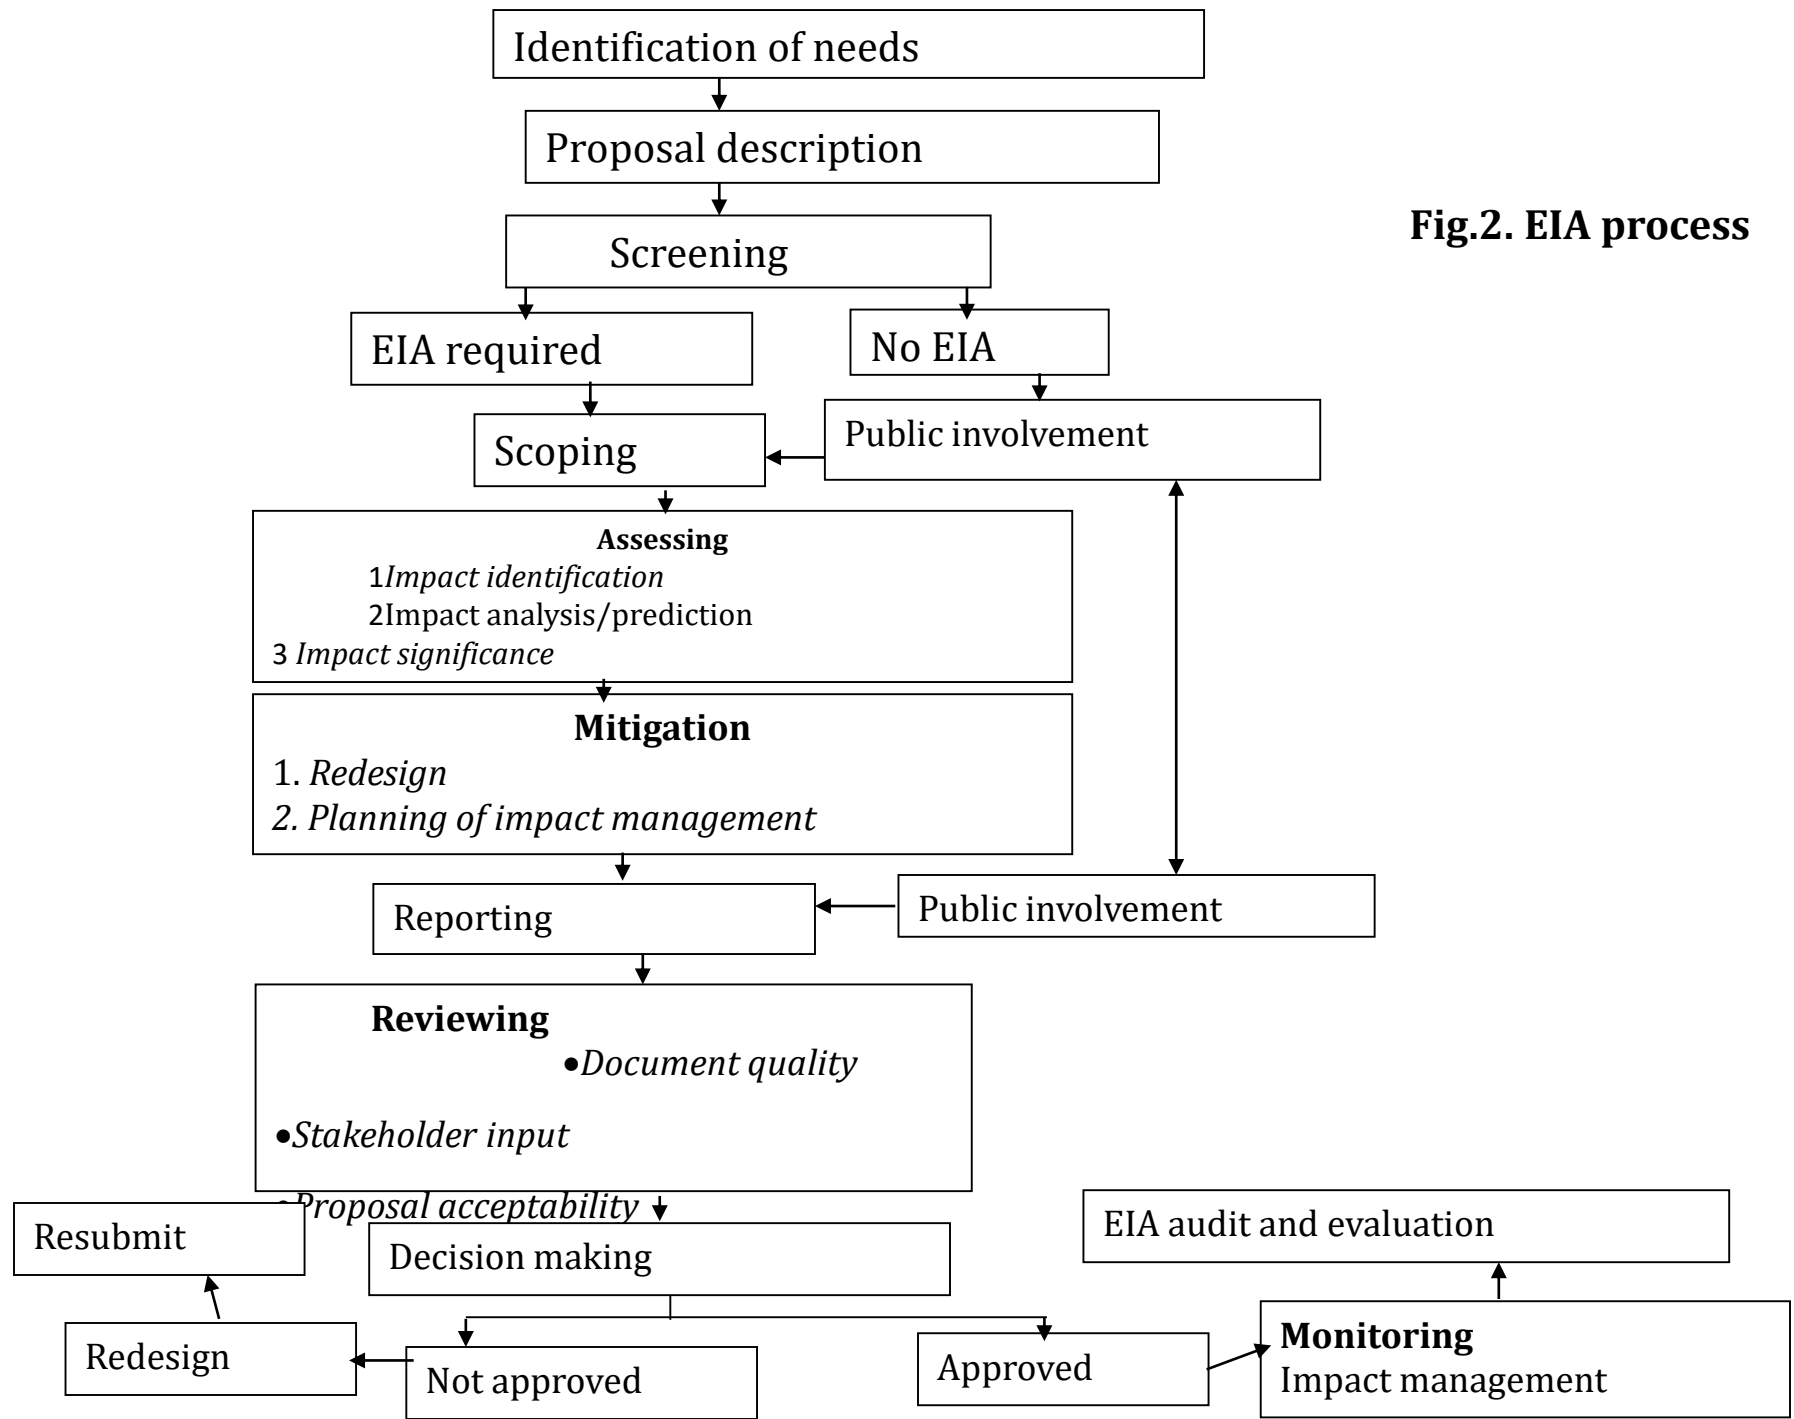 Identification of needs
Proposal description
Fig.2. EIA process
Screening
EIA required
No EIA
Public involvement
Scoping
Assessing
1Impact identification
2Impact analysis/prediction
3 Impact significance
Mitigation
1. Redesign
2. Planning of impact management
Reporting
Public involvement
Reviewing
•Document quality
•Stakeholder input
•Proposal acceptability
Resubmit
EIA audit and evaluation
Decision making
Redesign
Not approved
Approved
Monitoring
Impact management